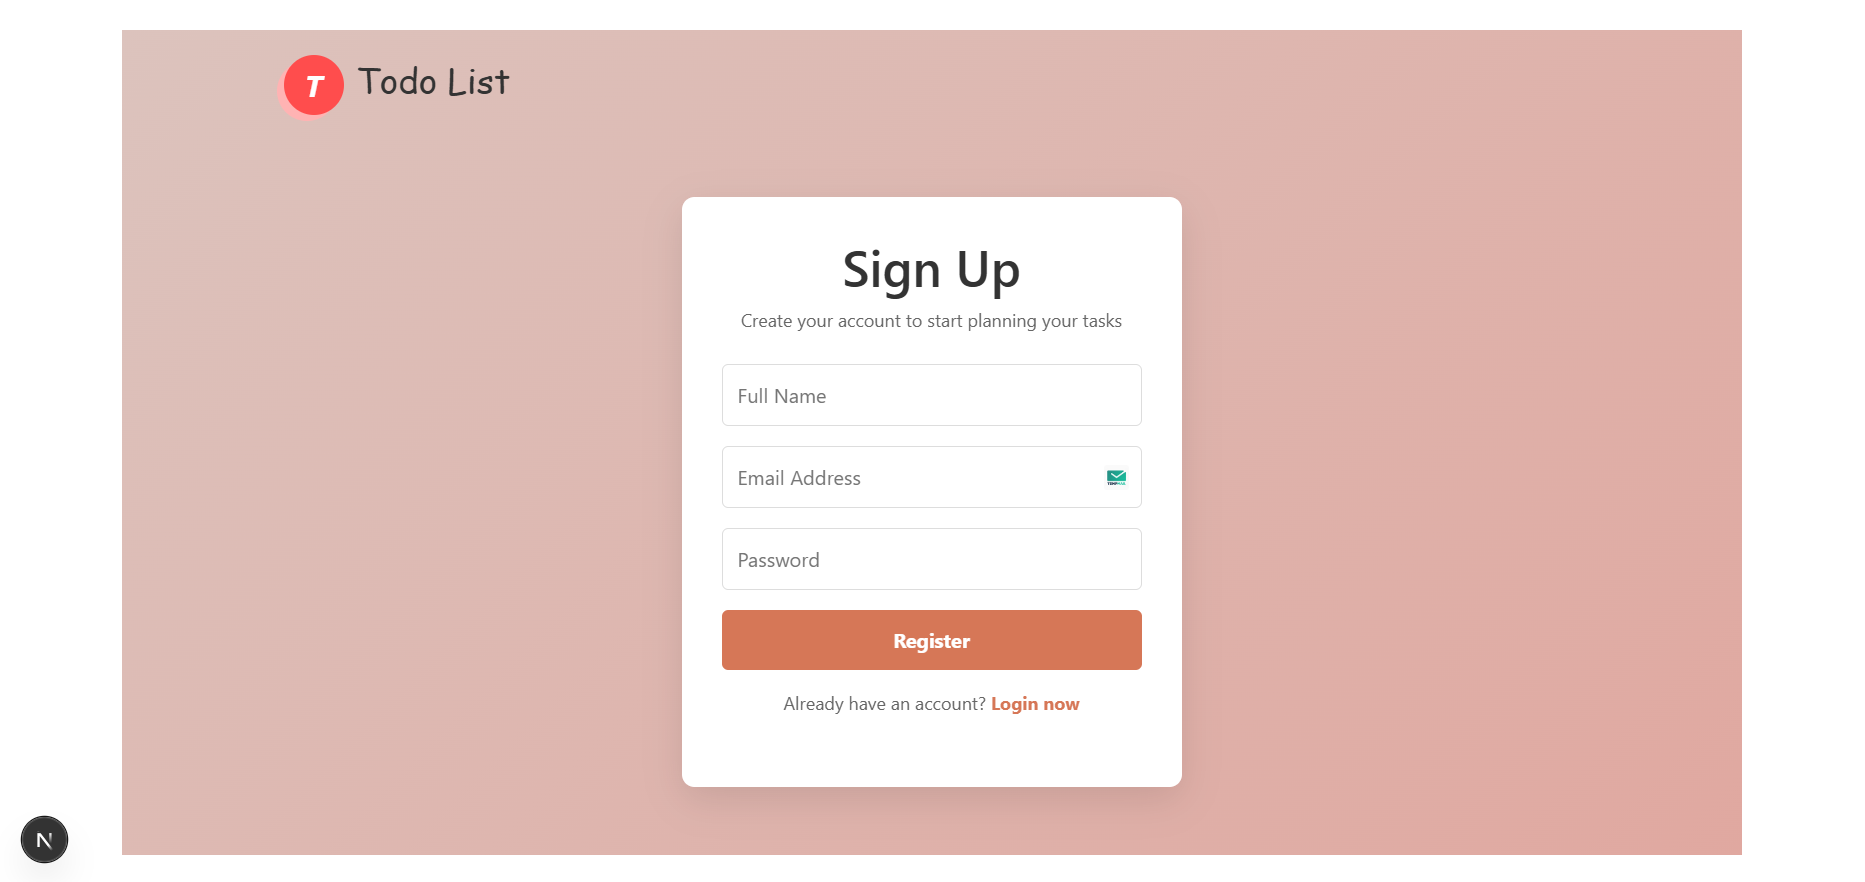 T Todo List
Sign Up
Create your account to start planning your tasks
Full Name
Email Address
Password
Register
Already have an account? Login now
N